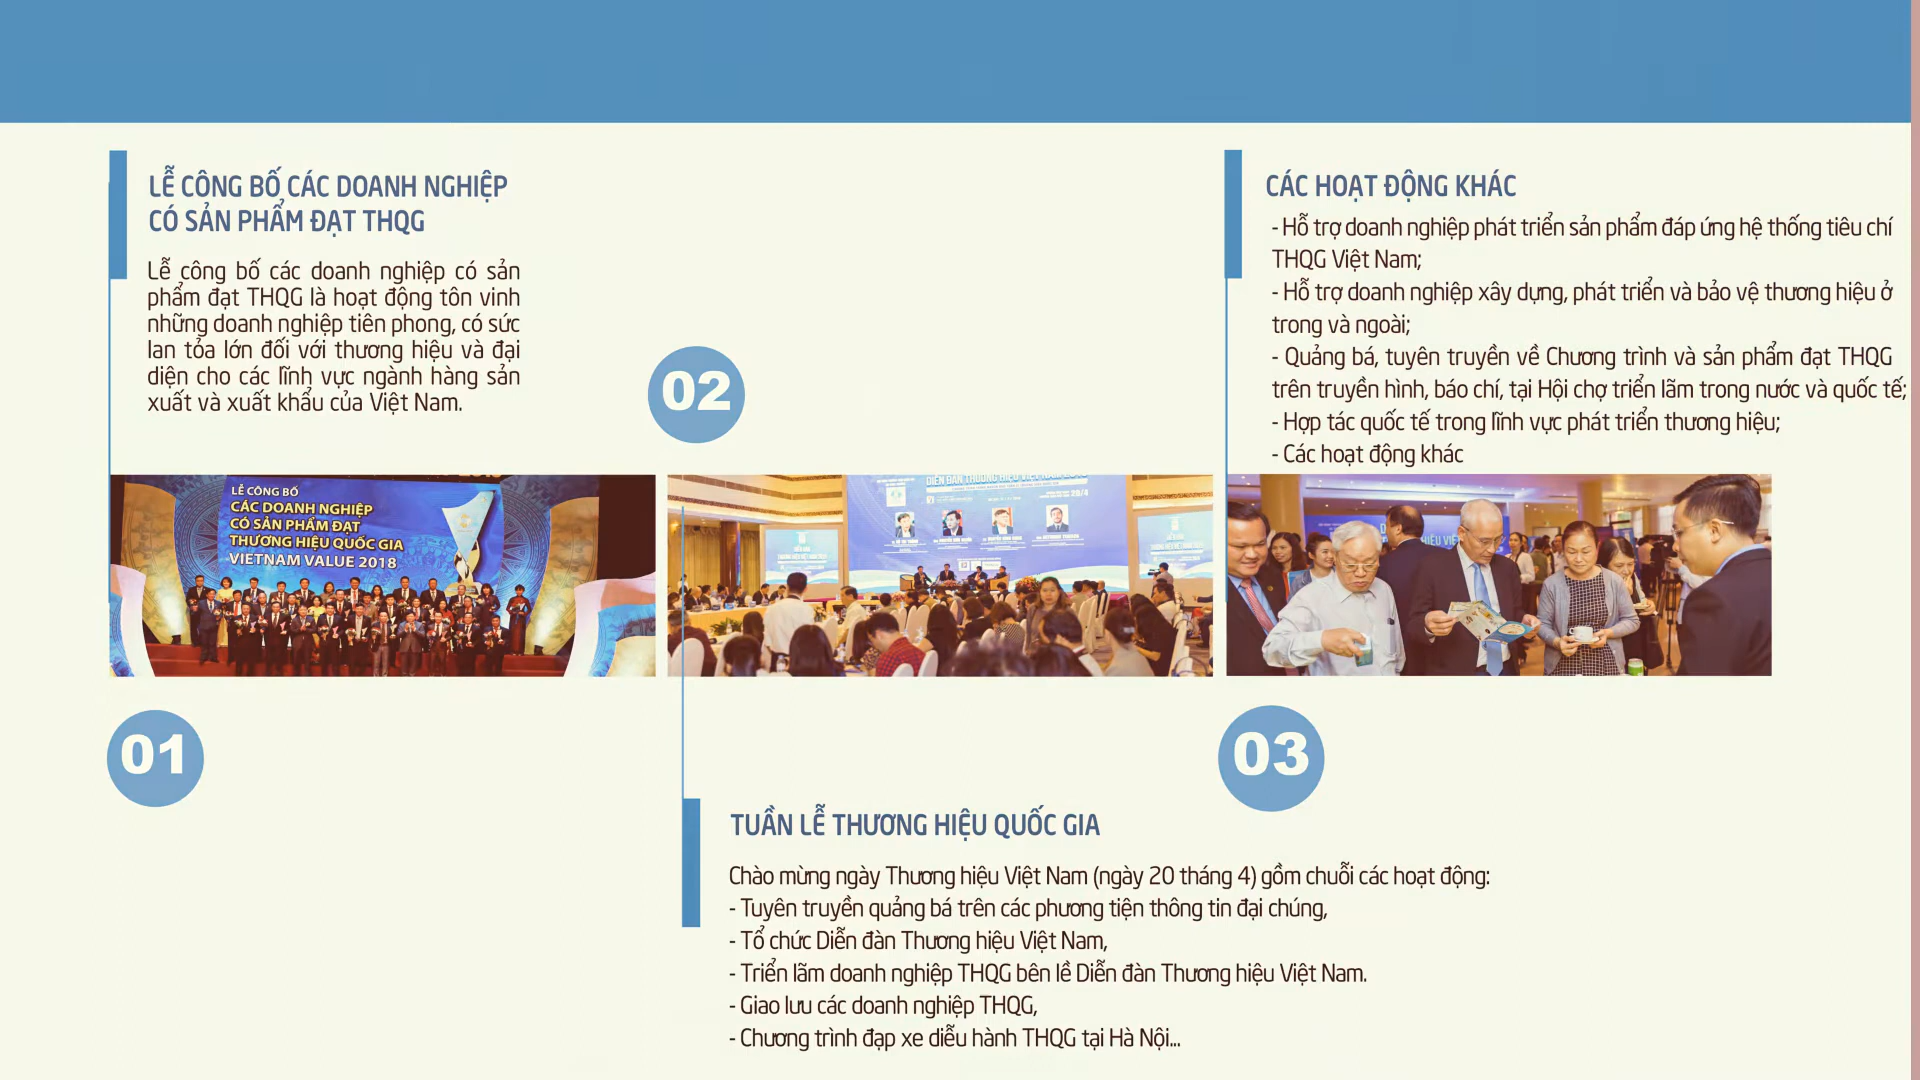 LỄ CÔNG BỐ CÁC DOANH NGHIỆP
CÓ SẢN PHẨM ĐẠT THQG
Lễ công bố các doanh nghiệp có sản
phẩm đạt THQG là hoạt động tôn vinh
những doanh nghiệp tiên phong, có sức
lan tỏa lớn đối với thương hiệu và đại
diện cho các lĩnh vực ngành hàng sản
xuất và xuất khẩu của Việt Nam.
LỄ CÔNG BỐ
CÁC DOANH NGHIỆP
CÓ SẢN PHẨM ĐẠT
THƯƠNG HIỆU QUỐC GIA
VIETNAM VALUE 2018
01
02
20/4
TUẦN LỄ THƯƠNG HIỆU QUỐC GIA
Chào mừng ngày Thương hiệu Việt Nam (ngày 20 tháng 4) gồm chuỗi các hoạt động:
- Tuyên truyền quảng bá trên các phương tiện thông tin đại chúng,
- Tổ chức Diễn đàn Thương hiệu Việt Nam,
- Triển lãm doanh nghiệp THQG bên lề Diễn đàn Thương hiệu Việt Nam.
- Giao lưu các doanh nghiệp THQG,
- Chương trình đạp xe diễu hành THQG tại Hà Nội...
CÁC HOẠT ĐỘNG KHÁC
- Hỗ trợ doanh nghiệp phát triển sản phẩm đáp ứng hệ thống tiêu chí
THQG Việt Nam;
- Hỗ trợ doanh nghiệp xây dựng, phát triển và bảo vệ thương hiệu ở
trong và ngoài;
- Quảng bá, tuyên truyền về Chương trình và sản phẩm đạt THQG
trên truyền hình, báo chí, tại Hội chợ triển lãm trong nước và quốc tế;
- Hợp tác quốc tế trong lĩnh vực phát triển thương hiệu;
- Các hoạt động khác
03